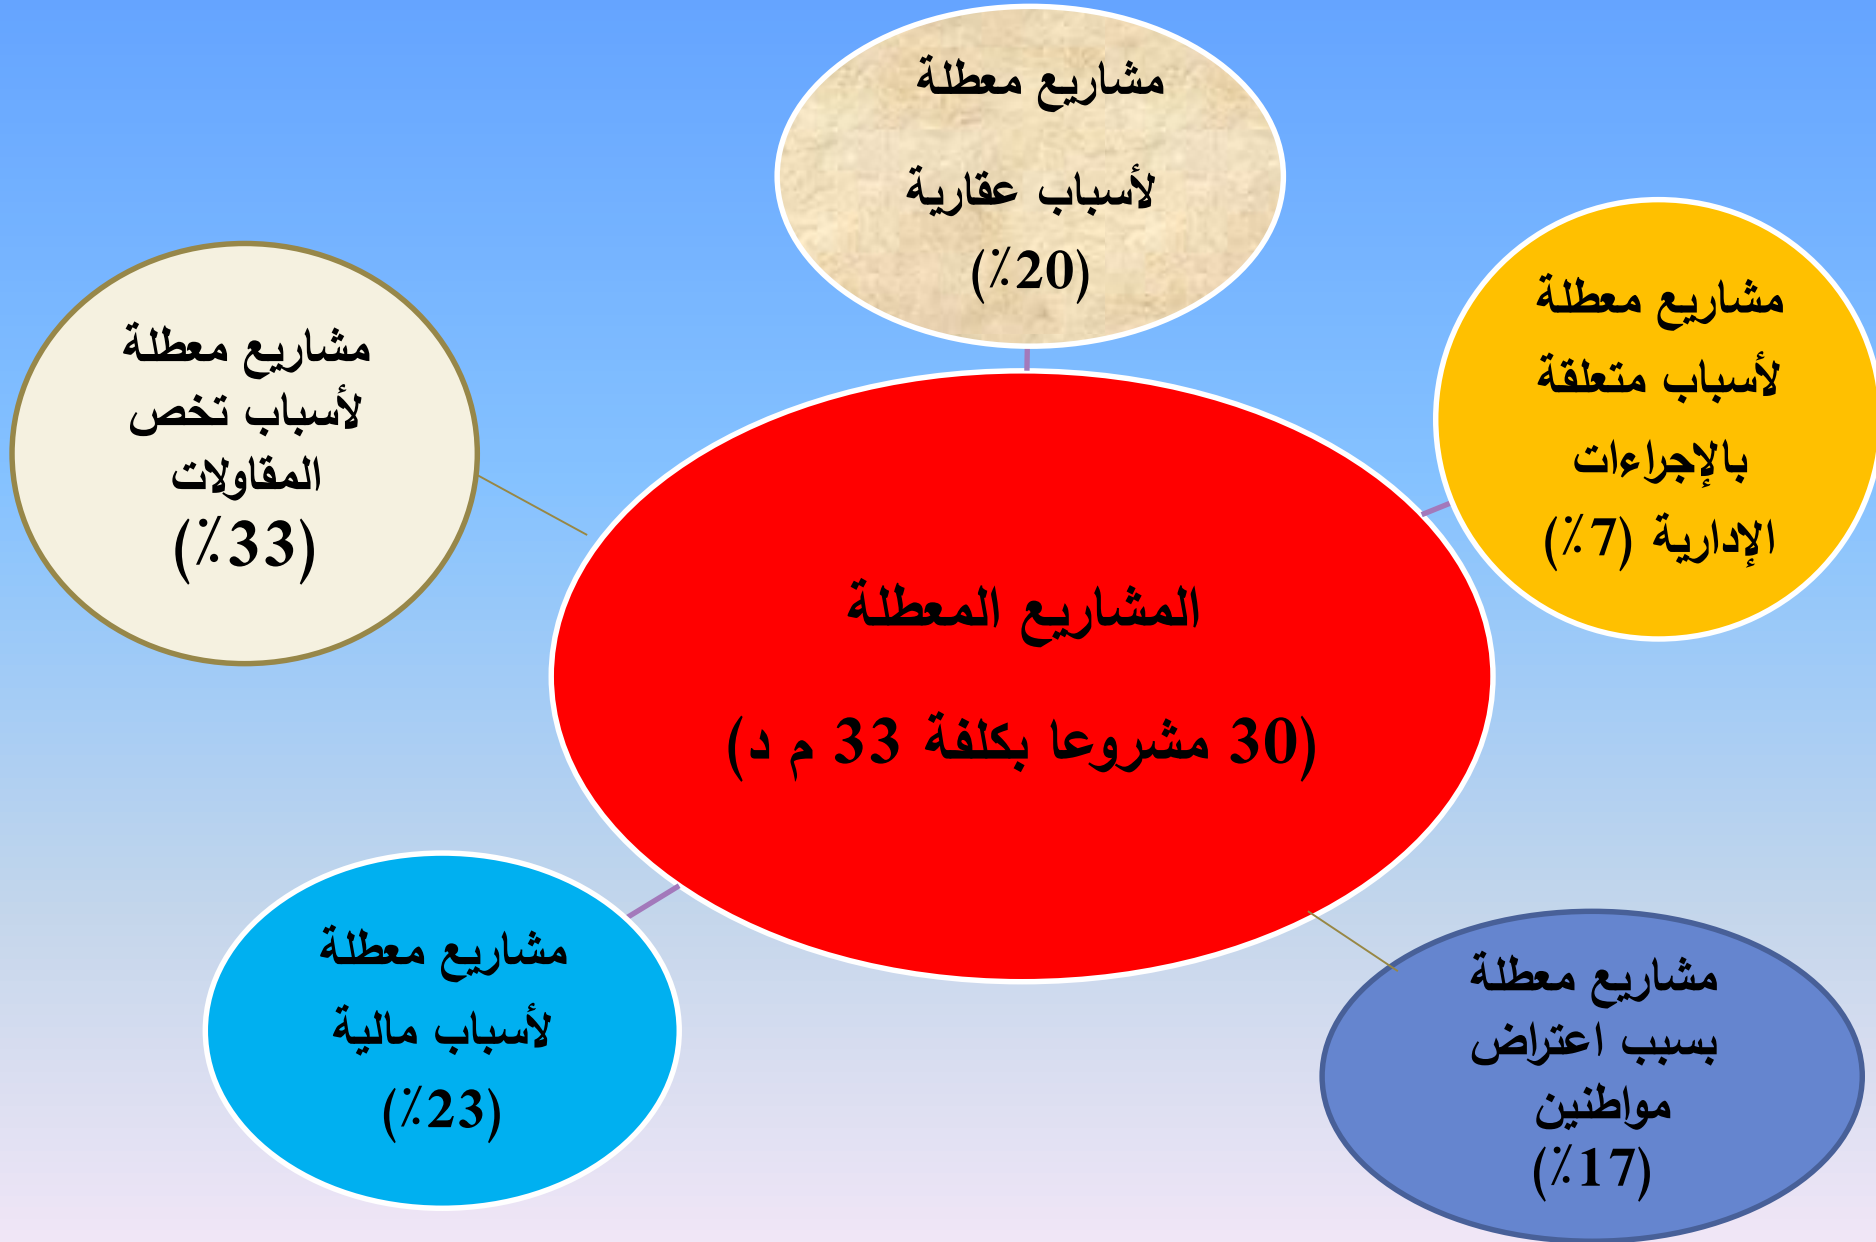 مشاريع معطلة
لأسباب عقارية
(20٪)
مشاريع معطلة
لأسباب متعلقة
بالإجراءات
الإدارية (7٪)
مشاريع معطلة
لأسباب تخص
المقاولات
(33٪)
المشاريع المعطلة
(30 مشروعا بكلفة 33 م د)
مشاريع معطلة
لأسباب مالية
(23٪)
مشاريع معطلة
بسبب اعتراض
مواطنين
(17٪)